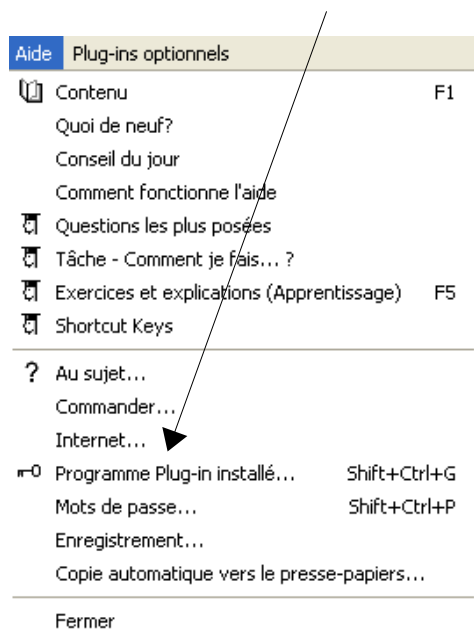 Aide Plug-ins optionnels
Contenu F1
Quoi de neuf?
Conseil du jour
Comment fonctionne l'aide
Questions les plus posées
Tâche - Comment je fais... ?
Exercices et explications (Apprentissage) F5
Shortcut Keys
? Au sujet...
Commander...
Internet...
Programme Plug-in installé... Shift+Ctrl+G
Mots de passe... Shift+Ctrl+P
Enregistrement...
Copie automatique vers le presse-papiers...
Fermer